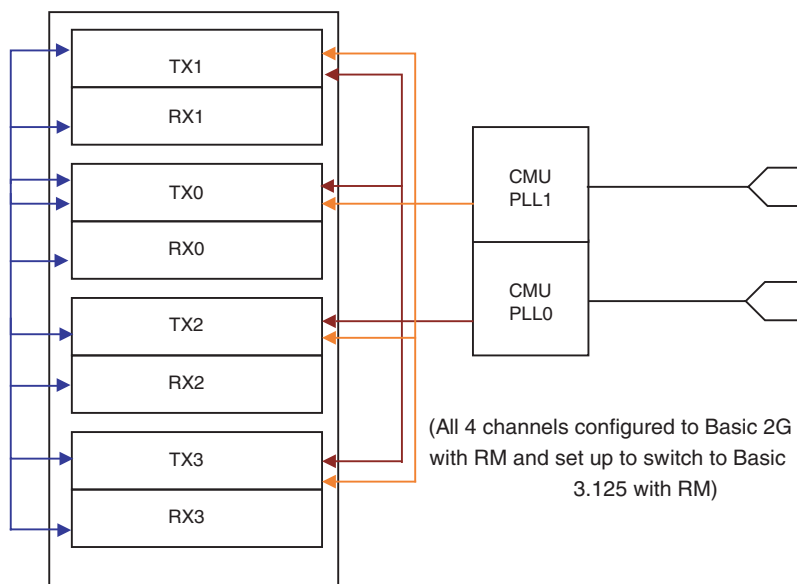 TX1
RX1
TX0
RX0
TX2
RX2
TX3
RX3
CMU
PLL1
CMU
PLL0
(All 4 channels configured to Basic 2G
with RM and set up to switch to Basic
3.125 with RM)